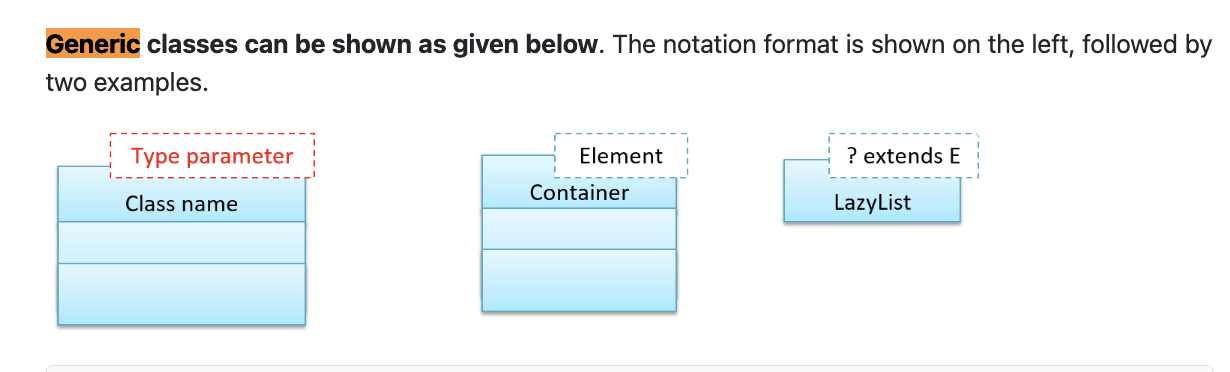 Generic classes can be shown as given below. The notation format is shown on the left, followed by
two examples.
Type parameter
Class name
Element
Container
? extends E
LazyList